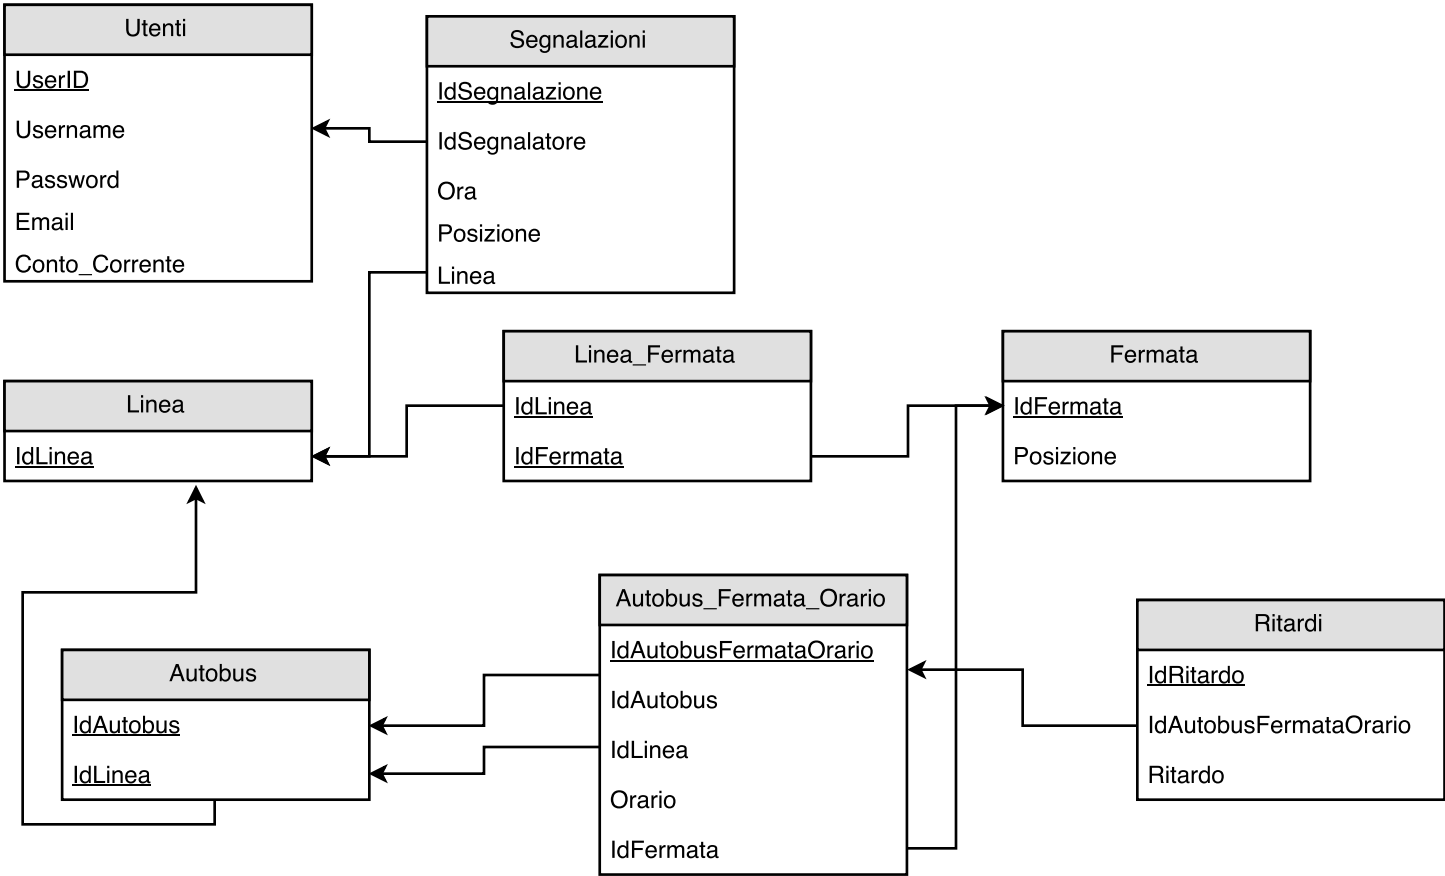 Utenti
UserID
Username
Password
Email
Conto_Corrente
Segnalazioni
IdSegnalazione
IdSegnalatore
Ora
Posizione
Linea
Linea
IdLinea
Linea_Fermata
IdLinea
IdFermata
Fermata
IdFermata
Posizione
Autobus
IdAutobus
IdLinea
Autobus_Fermata_Orario
IdAutobusFermataOrario
IdAutobus
IdLinea
Orario
IdFermata
Ritardi
IdRitardo
IdAutobusFermataOrario
Ritardo